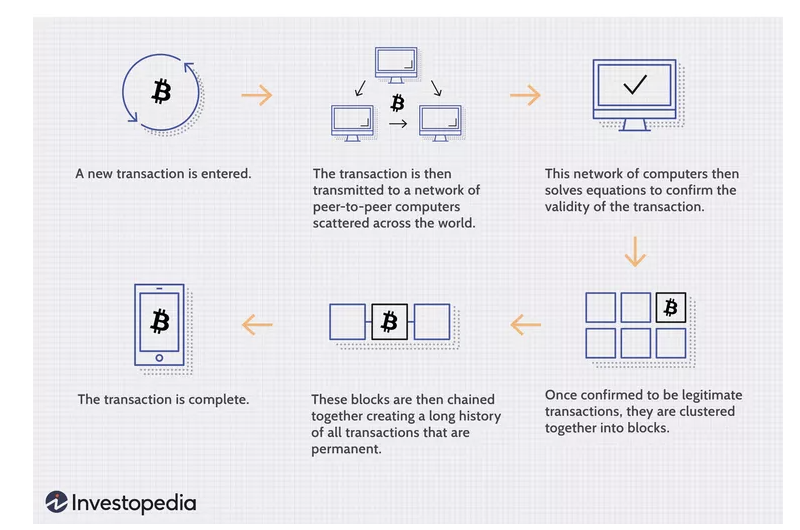 A new transaction is entered.
The transaction is then
transmitted to a network of
peer-to-peer computers
scattered across the world.
This network of computers then
solves equations to confirm the
validity of the transaction.
Once confirmed to be legitimate
transactions, they are clustered
together into blocks.
These blocks are then chained
together creating a long history
of all transactions that are
permanent.
The transaction is complete.
Investopedia